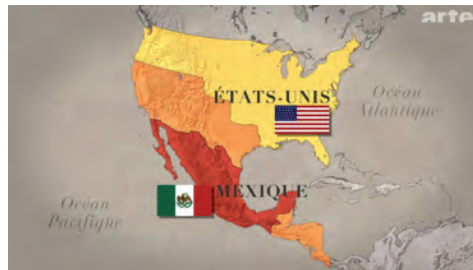 arte
ÉTATS-UNIS
Océan
Atlantique
MEXIQUE
Océan
Pacifique